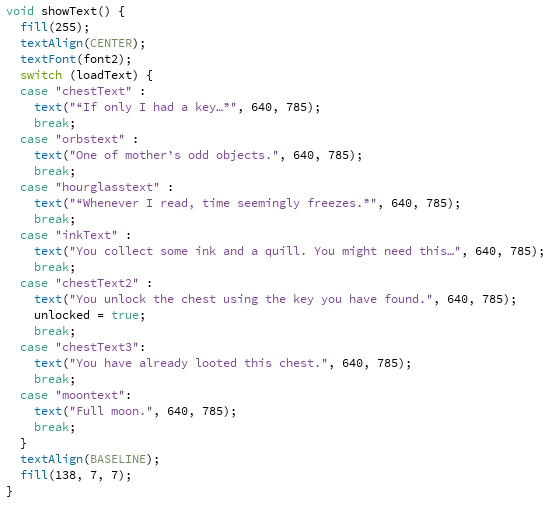 void showText() {
  fill(255);
  textAlign(CENTER);
  textFont(font2);
  switch (loadText) {
  case "chestText" :
    text("“If only I had a key…”", 640, 785);
    break;
  case "orbstext" :
    text("One of mother’s odd objects.", 640, 785);
    break;
  case "hourglasstext" :
    text("“Whenever I read, time seemingly freezes.”", 640, 785);
    break;
  case "inkText" :
    text("You collect some ink and a quill. You might need this…", 640, 785);
    break;
  case "chestText2" :
    text("You unlock the chest using the key you have found.", 640, 785);
    unlocked = true;
    break;
  case "chestText3":
    text("You have already looted this chest.", 640, 785);
    break;
  case "moontext":
    text("Full moon.", 640, 785);
    break;
  }
  textAlign(BASELINE);
  fill(138, 7, 7);
}